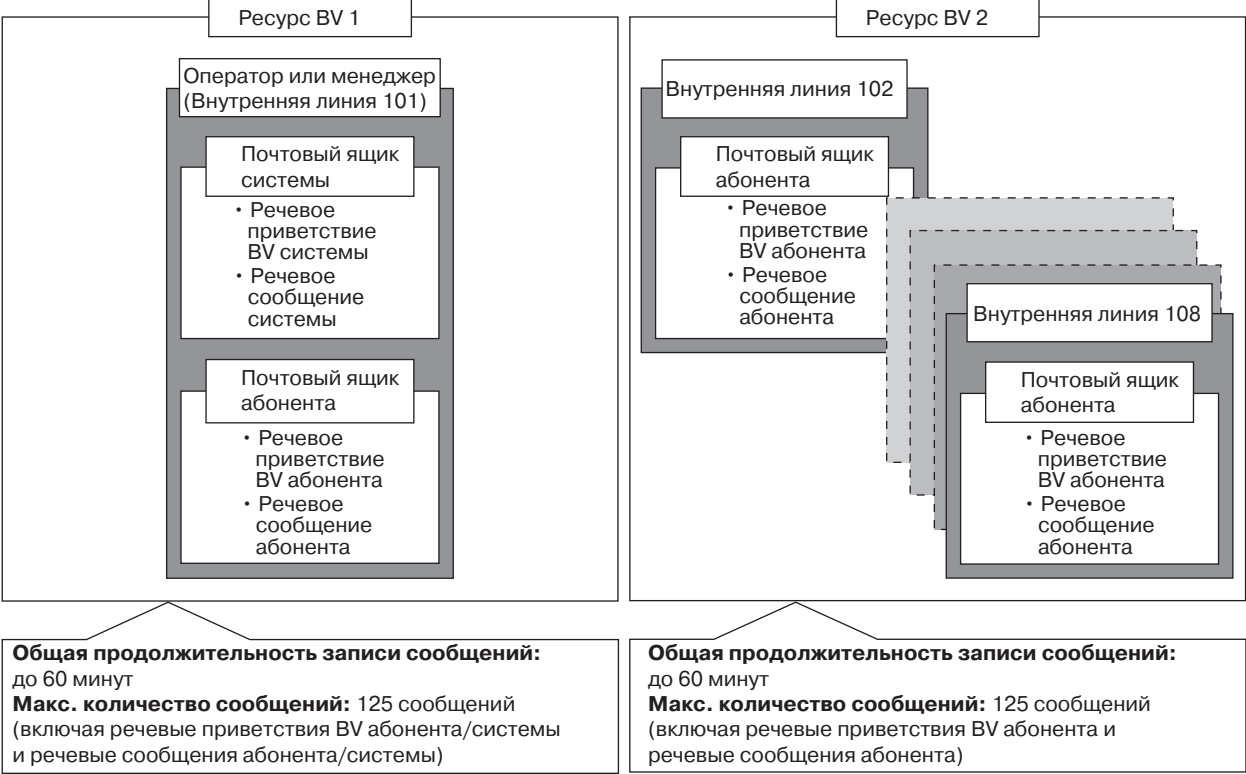 Ресурс BV 1
Оператор или менеджер
(Внутренняя линия 101)
Почтовый ящик
системы
• Речевое
приветствие
BV системы
• Речевое
сообщение
системы
Почтовый ящик
абонента
• Речевое
приветствие
BV абонента
• Речевое
сообщение
абонента
Общая продолжительность записи сообщений:
до 60 минут
Макс. количество сообщений: 125 сообщений
(включая речевые приветствия BV абонента/системы
и речевые сообщения абонента/системы)
Ресурс BV 2
Внутренняя линия 102
Почтовый ящик
абонента
• Речевое
приветствие
BV абонента
• Речевое
сообщение
абонента
Внутренняя линия 108
Почтовый ящик
абонента
• Речевое
приветствие
BV абонента
• Речевое
сообщение
абонента
Общая продолжительность записи сообщений:
до 60 минут
Макс. количество сообщений: 125 сообщений
(включая речевые приветствия BV абонента и
речевые сообщения абонента)